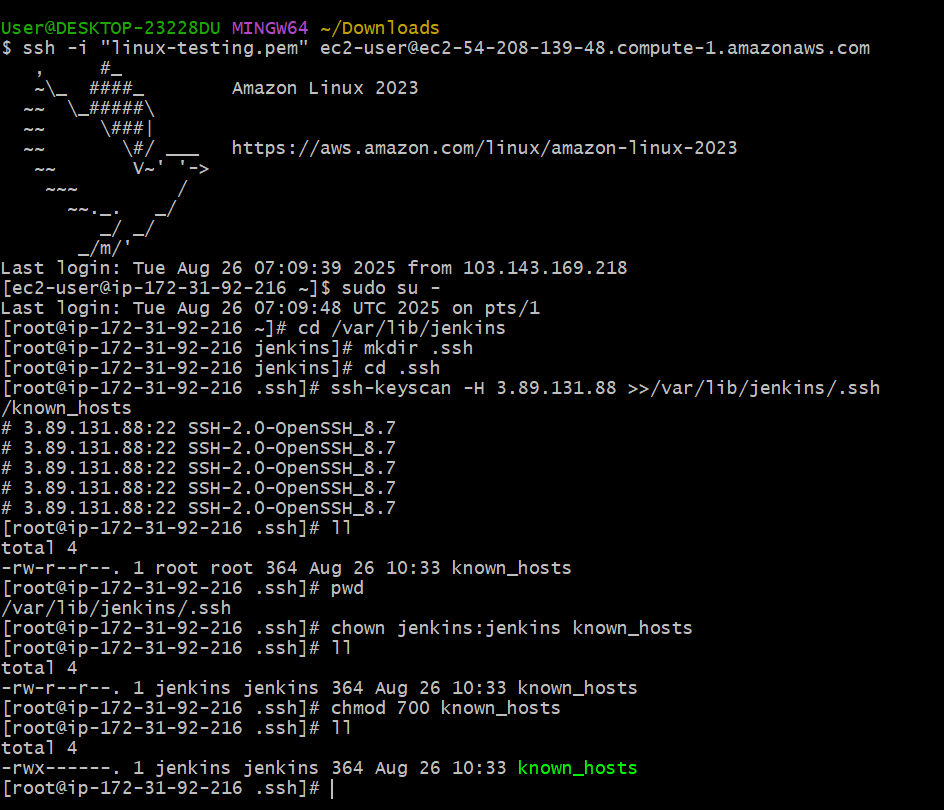 User@DESKTOP-23228DU MINGW64 ~/Downloads
$ ssh -i "linux-testing.pem" ec2-user@ec2-54-208-139-48.compute-1.amazonaws.com
   ,     #_
   ~\_  ####_        Amazon Linux 2023
  ~~  \_#####\
  ~~     \###|
  ~~       \#/ ___   https://aws.amazon.com/linux/amazon-linux-2023
   ~~       V~' '->
    ~~~         /
      ~~._.   _/
         _/ _/
       _/m/'
Last login: Tue Aug 26 07:09:39 2025 from 103.143.169.218
[ec2-user@ip-172-31-92-216 ~]$ sudo su -
Last login: Tue Aug 26 07:09:48 UTC 2025 on pts/1
[root@ip-172-31-92-216 ~]# cd /var/lib/jenkins
[root@ip-172-31-92-216 jenkins]# mkdir .ssh
[root@ip-172-31-92-216 jenkins]# cd .ssh
[root@ip-172-31-92-216 .ssh]# ssh-keyscan -H 3.89.131.88 >>/var/lib/jenkins/.ssh
/known_hosts
# 3.89.131.88:22 SSH-2.0-OpenSSH_8.7
# 3.89.131.88:22 SSH-2.0-OpenSSH_8.7
# 3.89.131.88:22 SSH-2.0-OpenSSH_8.7
# 3.89.131.88:22 SSH-2.0-OpenSSH_8.7
# 3.89.131.88:22 SSH-2.0-OpenSSH_8.7
[root@ip-172-31-92-216 .ssh]# ll
total 4
-rw-r--r--. 1 root root 364 Aug 26 10:33 known_hosts
[root@ip-172-31-92-216 .ssh]# pwd
/var/lib/jenkins/.ssh
[root@ip-172-31-92-216 .ssh]# chown jenkins:jenkins known_hosts
[root@ip-172-31-92-216 .ssh]# ll
total 4
-rw-r--r--. 1 jenkins jenkins 364 Aug 26 10:33 known_hosts
[root@ip-172-31-92-216 .ssh]# chmod 700 known_hosts
[root@ip-172-31-92-216 .ssh]# ll
total 4
-rwx------. 1 jenkins jenkins 364 Aug 26 10:33 known_hosts
[root@ip-172-31-92-216 .ssh]#